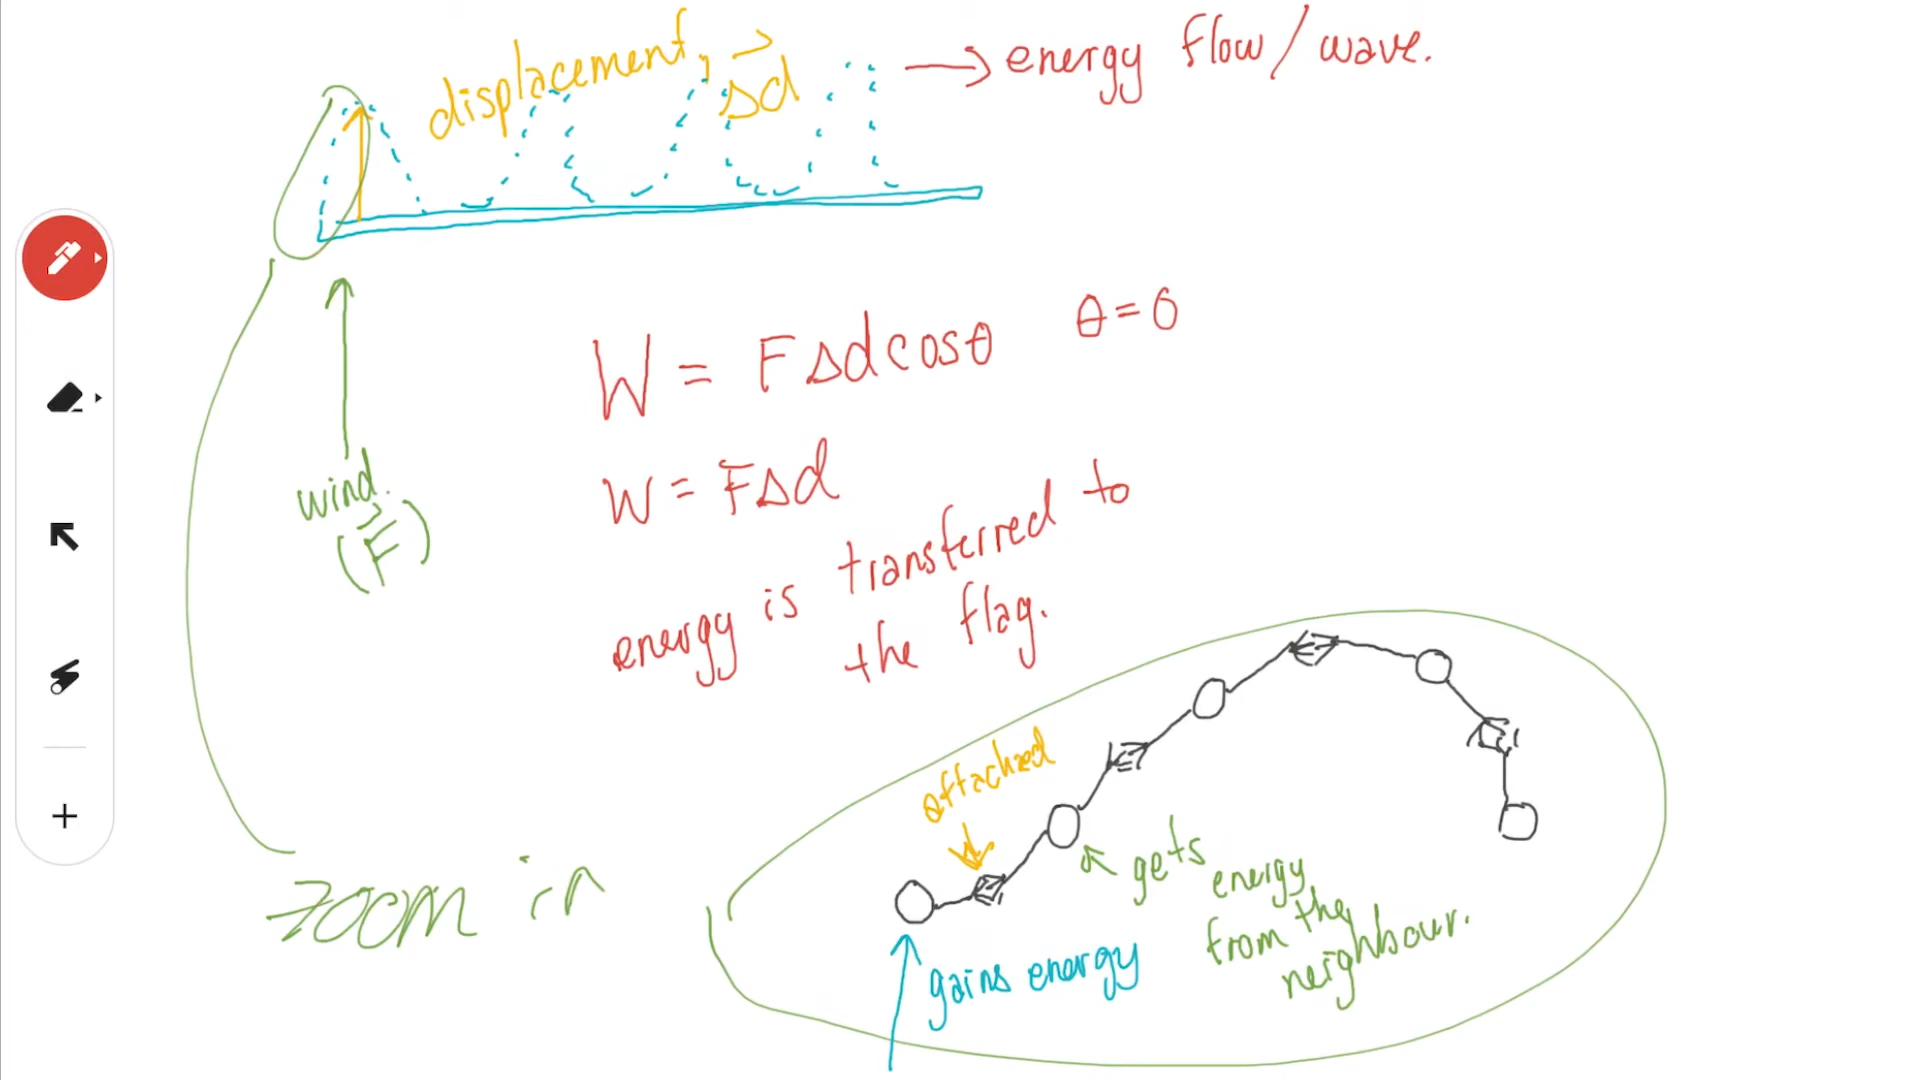 displacement, Δd⃗
→ energy flow/wave.
wind.
(F⃗)
W = FΔdcosθ θ=0
W = FΔd
energy is transferred to
the flag.
zoom in
attached
gets energy
from the
neighbour.
gains energy